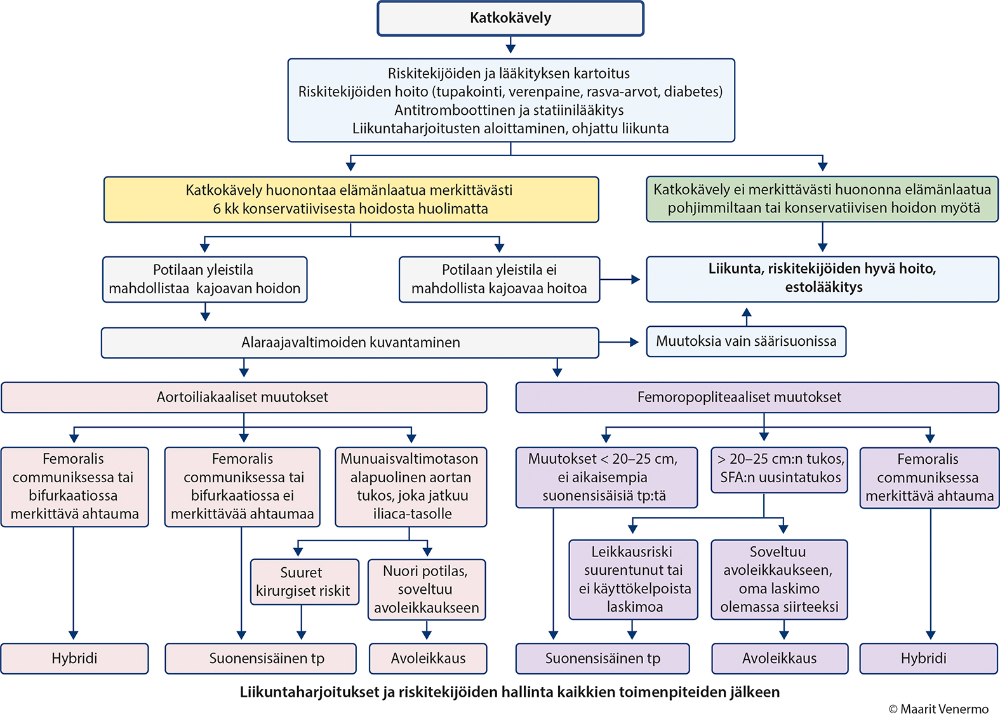 Katkokävely
Riskitekijöiden ja lääkityksen kartoitus
Riskitekijöiden hoito (tupakointi, verenpaine, rasva-arvot, diabetes)
Antitromboottinen ja statiinilääkitys
Liikuntaharjoitusten aloittaminen, ohjattu liikunta
Katkokävely huonontaa elämänlaatua merkittävästi
6 kk konservatiivisesta hoidosta huolimatta
Katkokävely ei merkittävästi huononna elämänlaatua
pohjimmiltaan tai konservatiivisen hoidon myötä
Potilaan yleistila
mahdollistaa kajoavan hoidon
Potilaan yleistila ei
mahdollista kajoavaa hoitoa
Liikunta, riskitekijöiden hyvä hoito,
estolääkitys
Alaraajavaltimoiden kuvantaminen
Muutoksia vain säärisuonissa
Aortoiliakaaliset muutokset
Femoropopliteaaliset muutokset
Femoralis
communiksessa tai
bifurkaatiossa
merkittävä ahtauma
Femoralis
communiksessa tai
bifurkaatiossa ei
merkittävää ahtaumaa
Munuaisvaltimotason
alapuolinen aortan
tukos, joka jatkuu
iliaca-tasolle
Muutokset < 20–25 cm,
ei aikaisempia
suonensisäisiä tp:tä
> 20–25 cm:n tukos,
SFA:n uusintatukos
Femoralis
communiksessa
merkittävä ahtauma
Suuret
kirurgiset riskit
Nuori potilas,
soveltuu
avoleikkaukseen
Leikkausriski
suurentunut tai
ei käyttökelpoista
laskimoa
Soveltuu
avoleikkaukseen,
oma laskimo
olemassa siirteeksi
Hybridi
Suonensisäinen tp
Avoleikkaus
Suonensisäinen tp
Avoleikkaus
Hybridi
Liikuntaharjoitukset ja riskitekijöiden hallinta kaikkien toimenpiteiden jälkeen
© Maarit Venermo